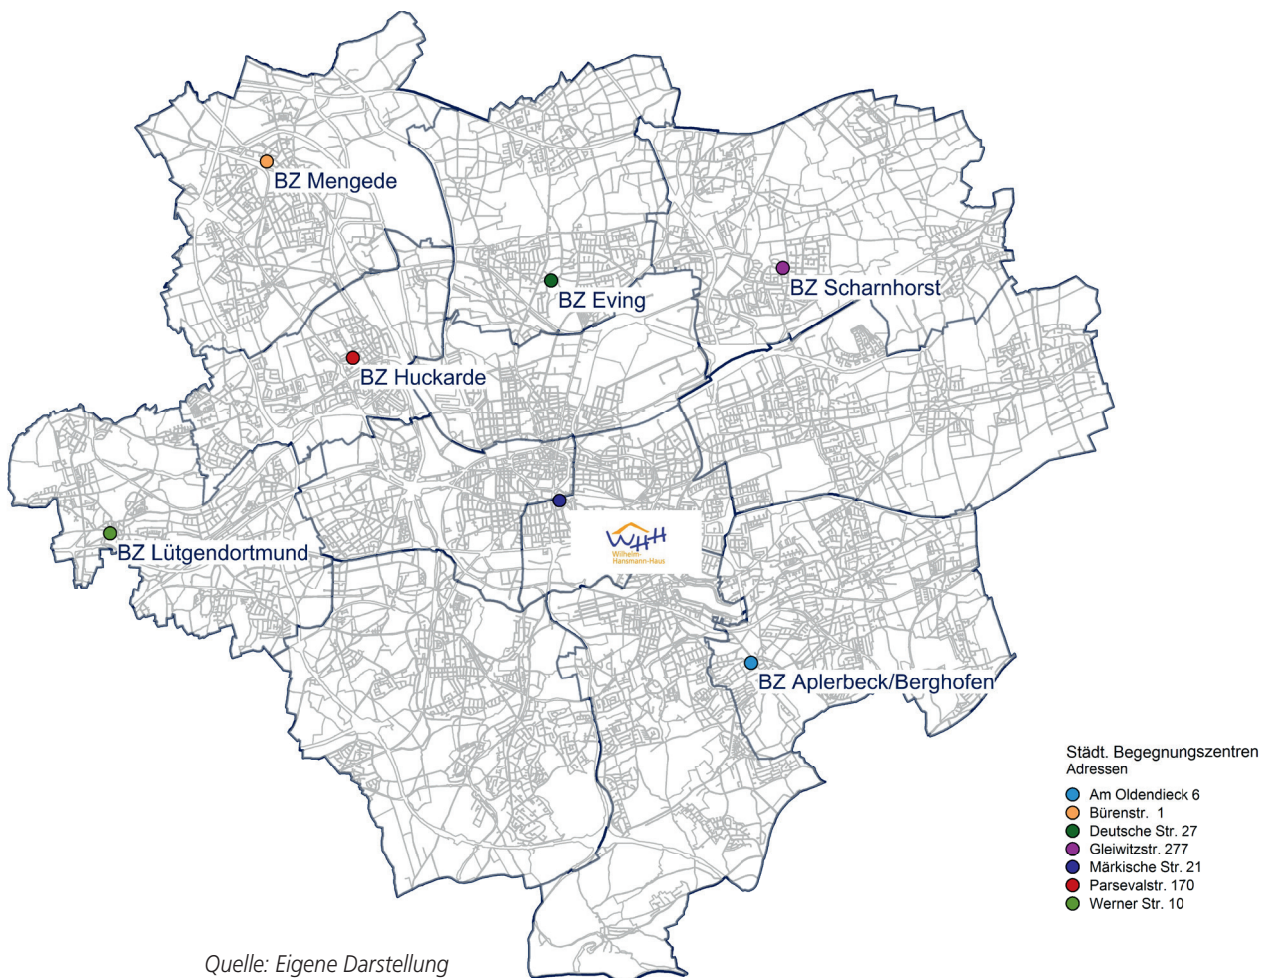 BZ Mengede
BZ Eving
BZ Scharnhorst
BZ Huckarde
WHH
Wilhelm-
Hansmann-Haus
BZ Lütgendortmund
BZ Aplerbeck/Berghofen
Städt. Begegnungszentren
Adressen
Am Oldendieck 6
Bürenstr. 1
Deutsche Str. 27
Gleiwitzstr. 277
Märkische Str. 21
Parsevalstr. 170
Werner Str. 10
Quelle: Eigene Darstellung